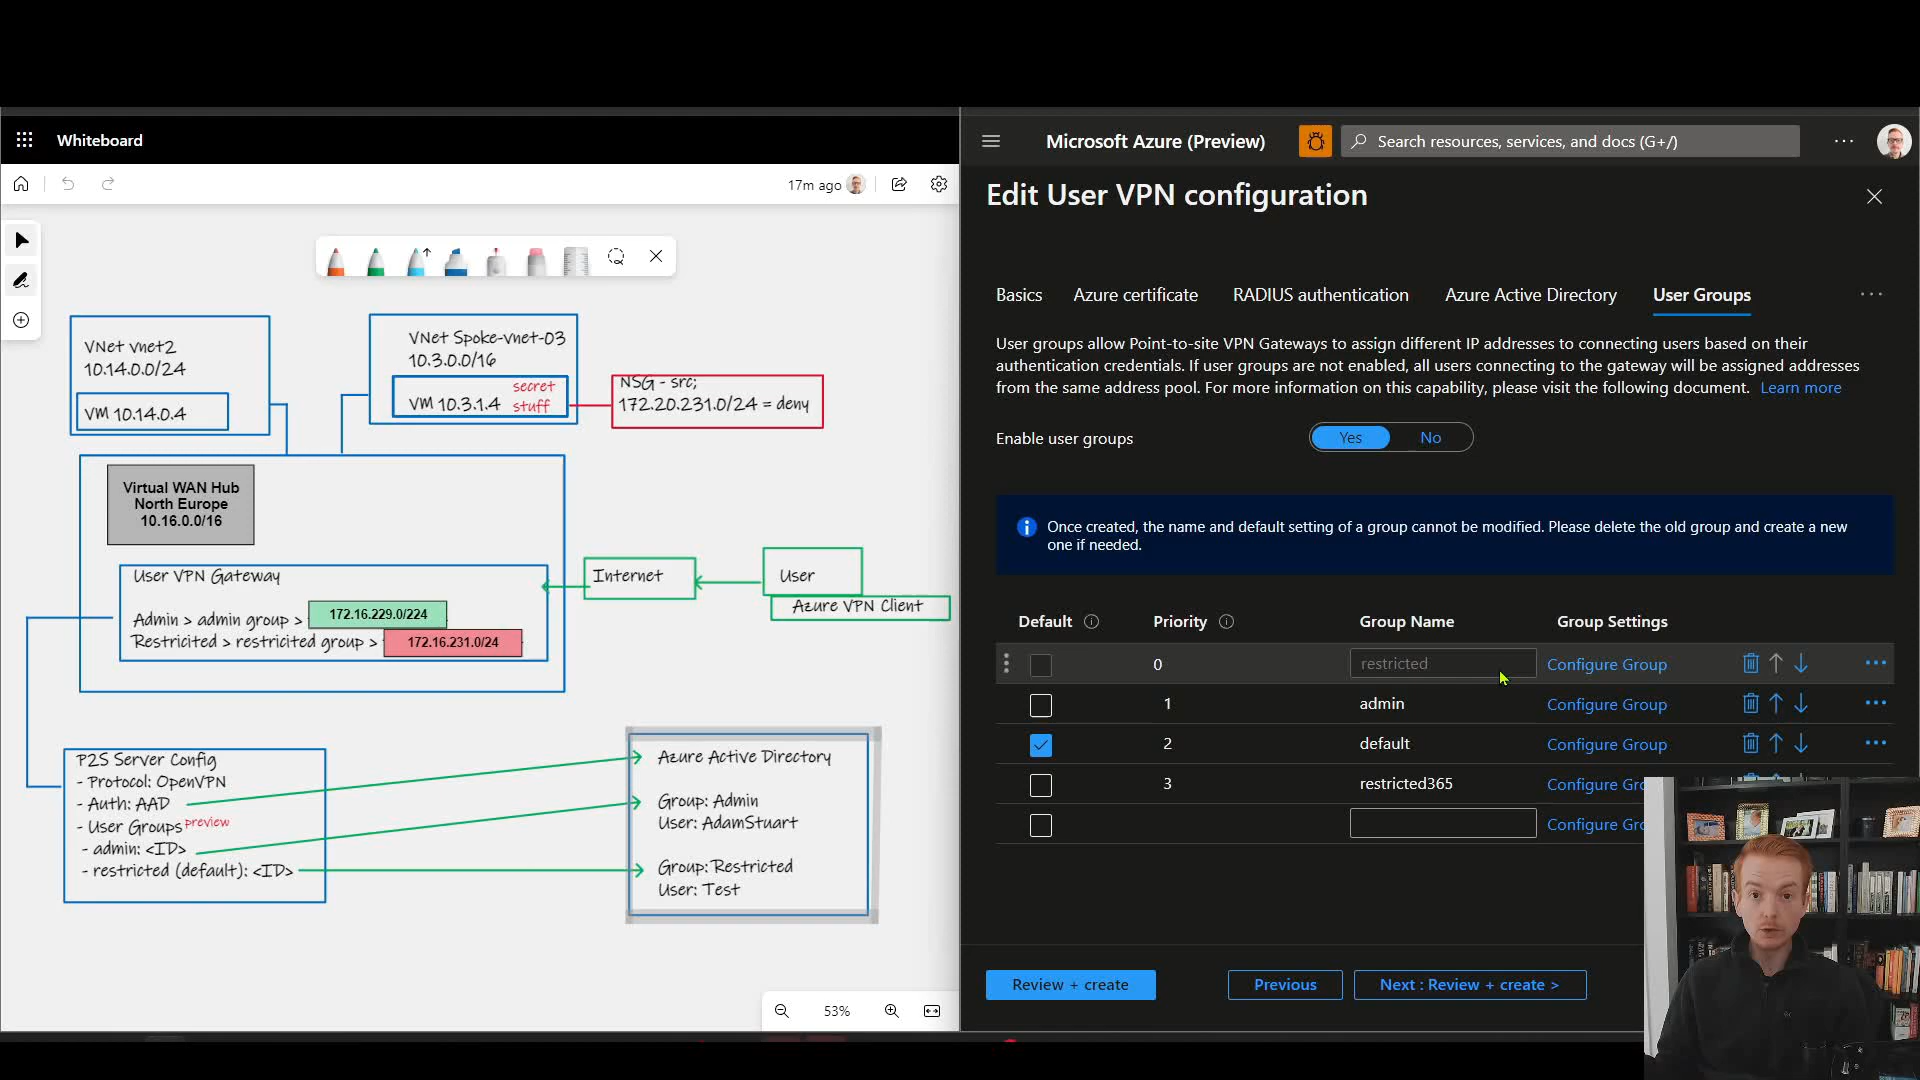 Whiteboard
17m ago
VNet vnet2
10.14.0.0/24
VM 10.14.0.4
VNet Spoke-vnet-03
10.3.0.0/16
VM 10.3.1.4
secret
stuff
NSG - src;
172.20.231.0/24 = deny
Virtual WAN Hub
North Europe
10.16.0.0/16
User VPN Gateway
Admin > admin group >
172.16.229.0/224
Restricited > restricited group >
172.16.231.0/24
Internet
User
Azure VPN Client
P2S Server Config
- Protocol: OpenVPN
- Auth: AAD
- User Groups preview
- admin: <ID>
- restricted (default): <ID>
Azure Active Directory
Group: Admin
User: AdamStuart
Group: Restricted
User: Test
53%
Microsoft Azure (Preview)
Search resources, services, and docs (G+/)
Edit User VPN configuration
Basics
Azure certificate
RADIUS authentication
Azure Active Directory
User Groups
User groups allow Point-to-site VPN Gateways to assign different IP addresses to connecting users based on their
authentication credentials. If user groups are not enabled, all users connecting to the gateway will be assigned addresses
from the same address pool. For more information on this capability, please visit the following document. Learn more
Enable user groups
Yes
No
Once created, the name and default setting of a group cannot be modified. Please delete the old group and create a new
one if needed.
Default
Priority
Group Name
Group Settings
0
restricted
Configure Group
1
admin
Configure Group
2
default
Configure Group
3
restricted365
Configure Gro
Configure Gro
Review + create
Previous
Next : Review + create >